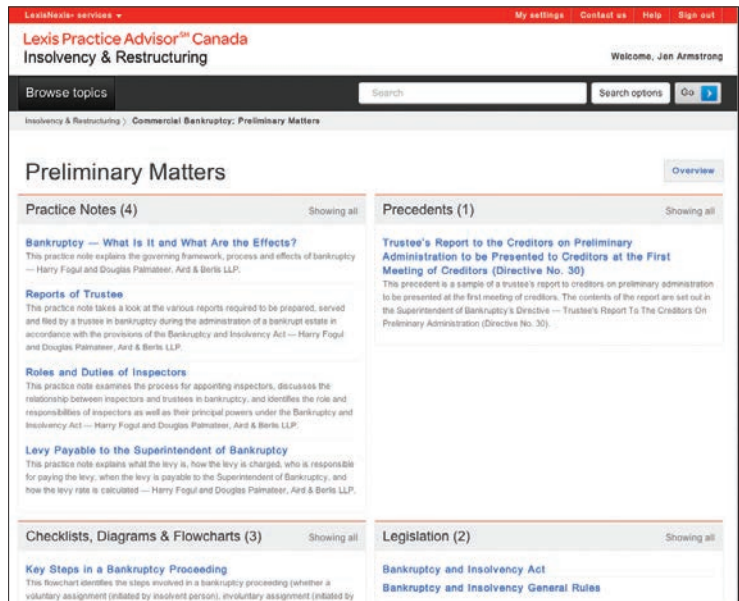 LexisNexis® services
My settings Contact us Help Sign out
Lexis Practice Advisor℠ Canada
Insolvency & Restructuring
Welcome, Jen Armstrong
Browse topics
Search
Search options
Go
Insolvency & Restructuring 〉 Commercial Bankruptcy; Preliminary Matters
Preliminary Matters
Overview
Practice Notes (4)
Showing all
Bankruptcy — What Is It and What Are the Effects?
This practice note explains the governing framework, process and effects of bankruptcy
— Harry Fogul and Douglas Palmateer, Aird & Berlis LLP.
Reports of Trustee
This practice note takes a look at the various reports required to be prepared, served
and filed by a trustee in bankruptcy during the administration of a bankrupt estate in
accordance with the provisions of the Bankruptcy and Insolvency Act — Harry Fogul
and Douglas Palmateer, Aird & Berlis LLP.
Roles and Duties of Inspectors
This practice note examines the process for appointing inspectors, discusses the
relationship between inspectors and trustees in bankruptcy, and identifies the role and
responsibilities of inspectors as well as their principal powers under the Bankruptcy and
Insolvency Act — Harry Fogul and Douglas Palmateer, Aird & Berlis LLP.
Levy Payable to the Superintendent of Bankruptcy
This practice note explains what the levy is, how the levy is charged, who is responsible
for paying the levy, when the levy is payable to the Superintendent of Bankruptcy, and
how the levy rate is calculated — Harry Fogul and Douglas Palmateer, Aird & Berlis LLP.
Precedents (1)
Showing all
Trustee's Report to the Creditors on Preliminary
Administration to be Presented to Creditors at the First
Meeting of Creditors (Directive No. 30)
This precedent is a sample of a trustee's report to creditors on preliminary administration
to be presented at the first meeting of creditors. The contents of the report are set out in
the Superintendent of Bankruptcy's Directive — Trustee's Report To The Creditors On
Preliminary Administration (Directive No. 30).
Checklists, Diagrams & Flowcharts (3)
Showing all
Key Steps in a Bankruptcy Proceeding
This flowchart identifies the steps involved in a bankruptcy proceeding (whether a
voluntary assignment (initiated by insolvent person), involuntary assignment (initiated by
Legislation (2)
Showing all
Bankruptcy and Insolvency Act
Bankruptcy and Insolvency General Rules